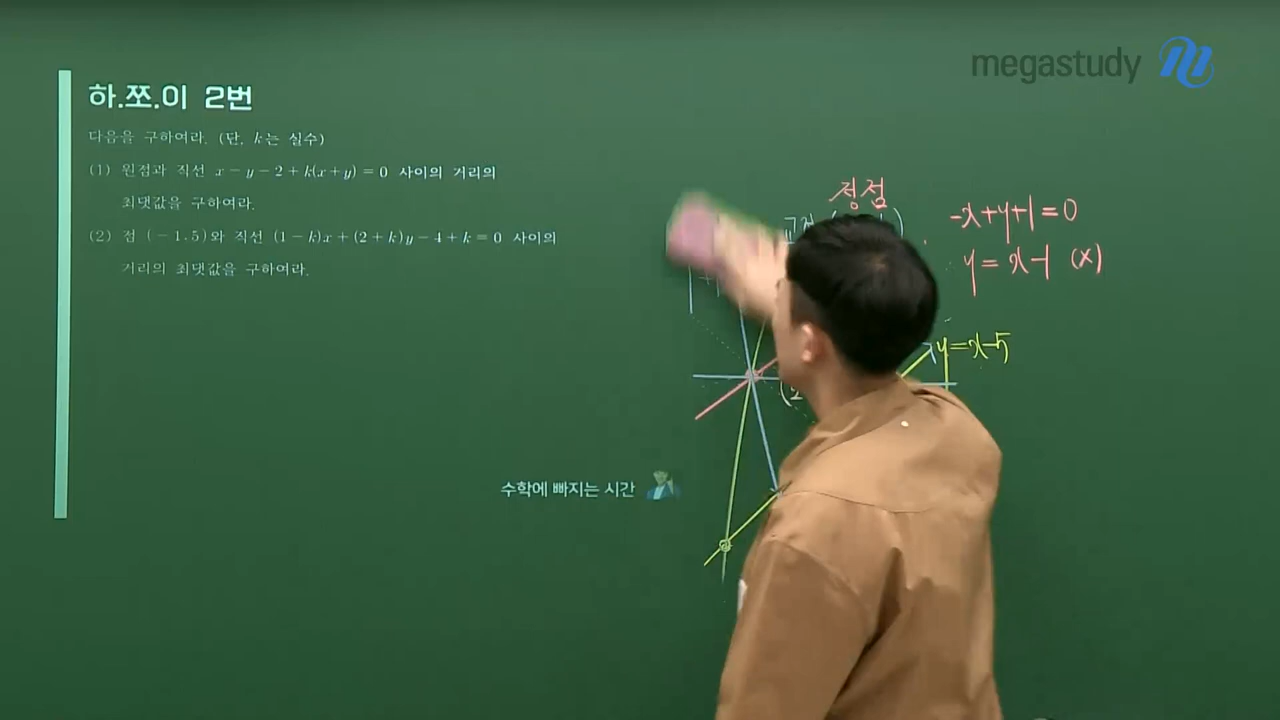 megastudy
하.쪼.이 2번
다음을 구하여라. (단, k는 실수)
(1) 원점과 직선 x − y − 2 + k(x + y) = 0 사이의 거리의
최댓값을 구하여라.
(2) 점 (−1, 5)와 직선 (1 − k)x + (2 + k)y − 4 + k = 0 사이의
거리의 최댓값을 구하여라.
정점
-x+y+1=0
y=x-1 (x)
y=x-5
수학에 빠지는 시간